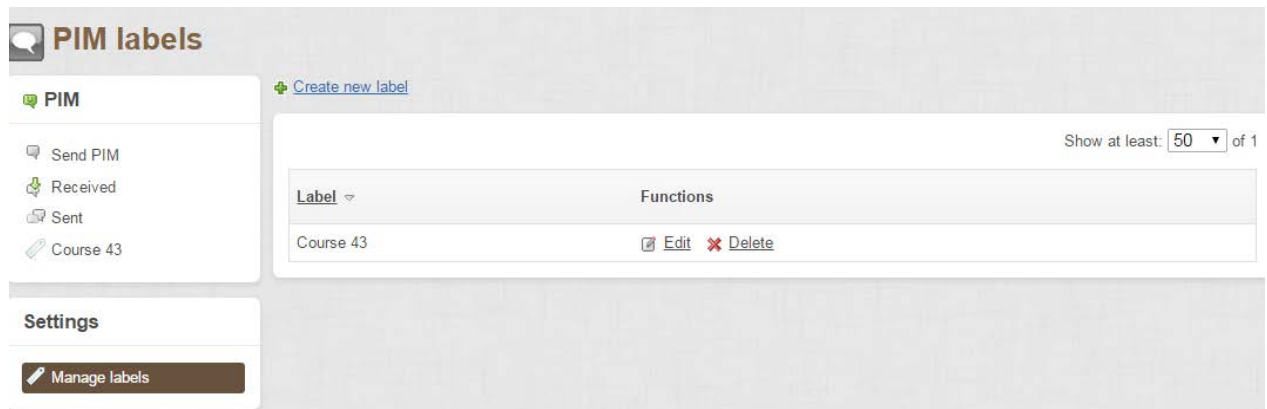 PIM labels
PIM
Send PIM
Received
Sent
Course 43
Settings
Manage labels
Create new label
Show at least: 50 of 1
Label Functions
Course 43 Edit Delete